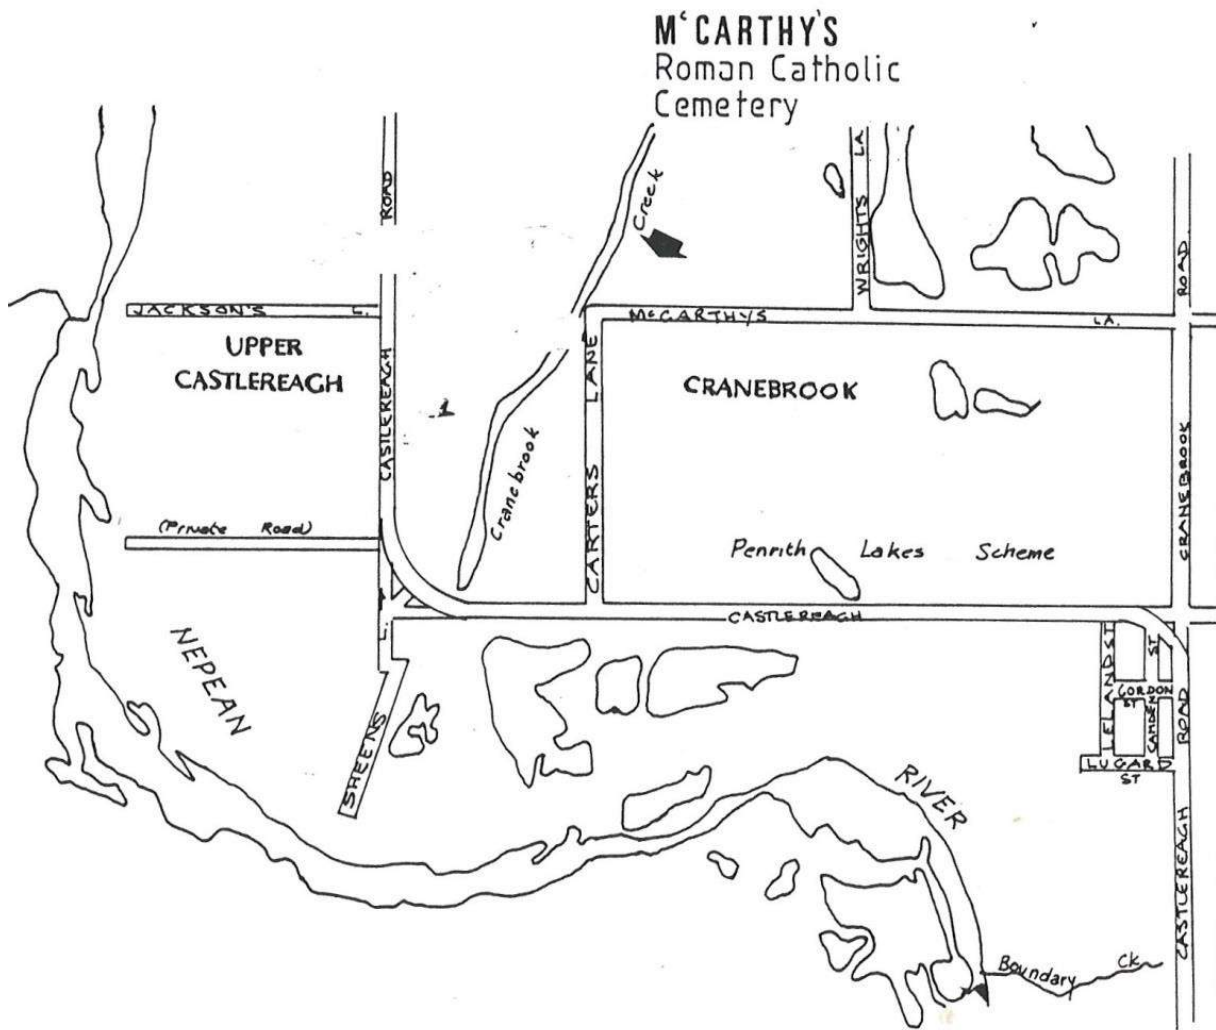 McCARTHY'S
Roman Catholic
Cemetery
ROAD
Creek
WRIGHTS LA.
ROAD
JACKSON'S L.
McCARTHYS LA.
UPPER
CASTLEREAGH
CASTLEREAGH
CARTERS LANE
CRANEBROOK
Cranebrook
CRANEBROOK
(Private Road)
Penrith Lakes Scheme
CASTLEREAGH
L.
SHEENS
NEPEAN
RIVER
LELAND ST
ST
CAMDEN
GORDON
ST
ROAD
LUGARD
ST
CASTLEREAGH
Boundary Ck